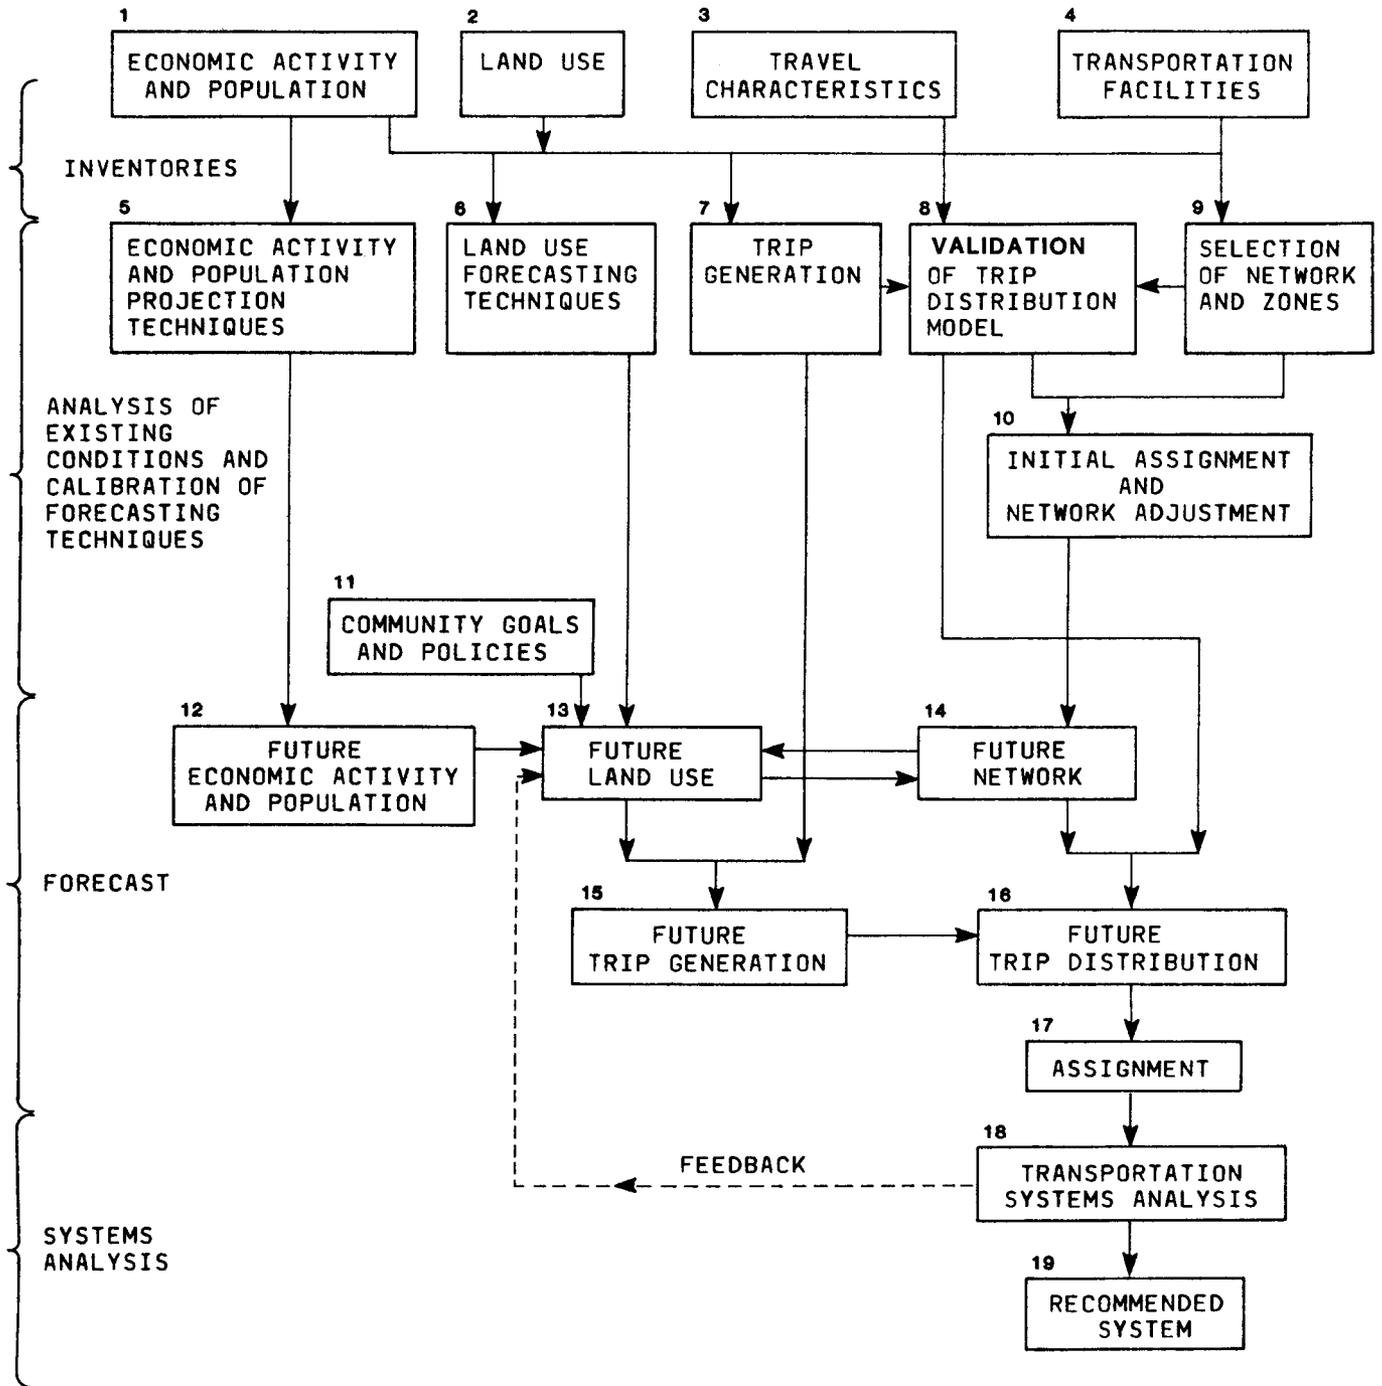 1
ECONOMIC ACTIVITY
AND POPULATION
2
LAND USE
3
TRAVEL
CHARACTERISTICS
4
TRANSPORTATION
FACILITIES
INVENTORIES
5
ECONOMIC ACTIVITY
AND POPULATION
PROJECTION
TECHNIQUES
6
LAND USE
FORECASTING
TECHNIQUES
7
TRIP
GENERATION
8
VALIDATION
OF TRIP
DISTRIBUTION
MODEL
9
SELECTION
OF NETWORK
AND ZONES
ANALYSIS OF
EXISTING
CONDITIONS AND
CALIBRATION OF
FORECASTING
TECHNIQUES
10
INITIAL ASSIGNMENT
AND
NETWORK ADJUSTMENT
11
COMMUNITY GOALS
AND POLICIES
12
FUTURE
ECONOMIC ACTIVITY
AND POPULATION
13
FUTURE
LAND USE
14
FUTURE
NETWORK
FORECAST
15
FUTURE
TRIP GENERATION
16
FUTURE
TRIP DISTRIBUTION
17
ASSIGNMENT
18
TRANSPORTATION
SYSTEMS ANALYSIS
FEEDBACK
SYSTEMS
ANALYSIS
19
RECOMMENDED
SYSTEM